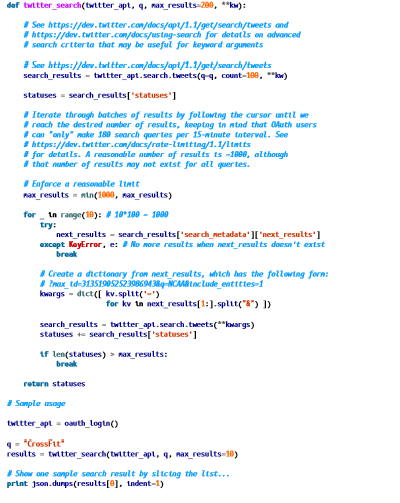 def twitter_search(twitter_api, q, max_results=200, **kw):
# See https://dev.twitter.com/docs/api/1.1/get/search/tweets and
# https://dev.twitter.com/docs/using-search for details on advanced
# search criteria that may be useful for keyword arguments
# See https://dev.twitter.com/docs/api/1.1/get/search/tweets
search_results = twitter_api.search.tweets(q=q, count=100, **kw)
statuses = search_results['statuses']
# Iterate through batches of results by following the cursor until we
# reach the desired number of results, keeping in mind that OAuth users
# can "only" make 180 search queries per 15-minute interval. See
# https://dev.twitter.com/docs/rate-limiting/1.1/limits
# for details. A reasonable number of results is ~1000, although
# that number of results may not exist for all queries.
# Enforce a reasonable limit
max_results = min(1000, max_results)
for _ in range(10): # 10*100 = 1000
try:
next_results = search_results['search_metadata']['next_results']
except KeyError, e: # No more results when next_results doesn't exist
break
# Create a dictionary from next_results, which has the following form:
# ?max_id=313519052523986943&q=NCAA&include_entities=1
kwargs = dict([ kv.split('=')
for kv in next_results[1:].split("&") ])
search_results = twitter_api.search.tweets(**kwargs)
statuses += search_results['statuses']
if len(statuses) > max_results:
break
return statuses
# Sample usage
twitter_api = oauth_login()
q = "CrossFit"
results = twitter_search(twitter_api, q, max_results=10)
# Show one sample search result by slicing the list...
print json.dumps(results[0], indent=1)